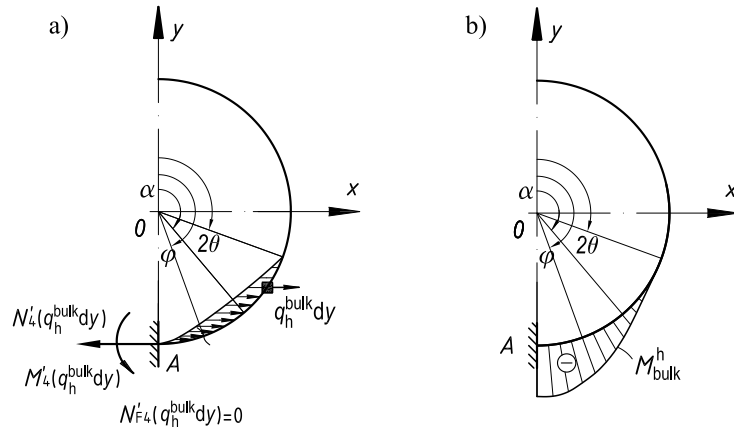 a)
y
α
x
0
2θ
φ
q_h^bulk dy
N'₄(q_h^bulk dy)
A
M'₄(q_h^bulk dy)
N'_F4(q_h^bulk dy)=0
b)
y
α
x
0
2θ
φ
A
M_bulk^h
−